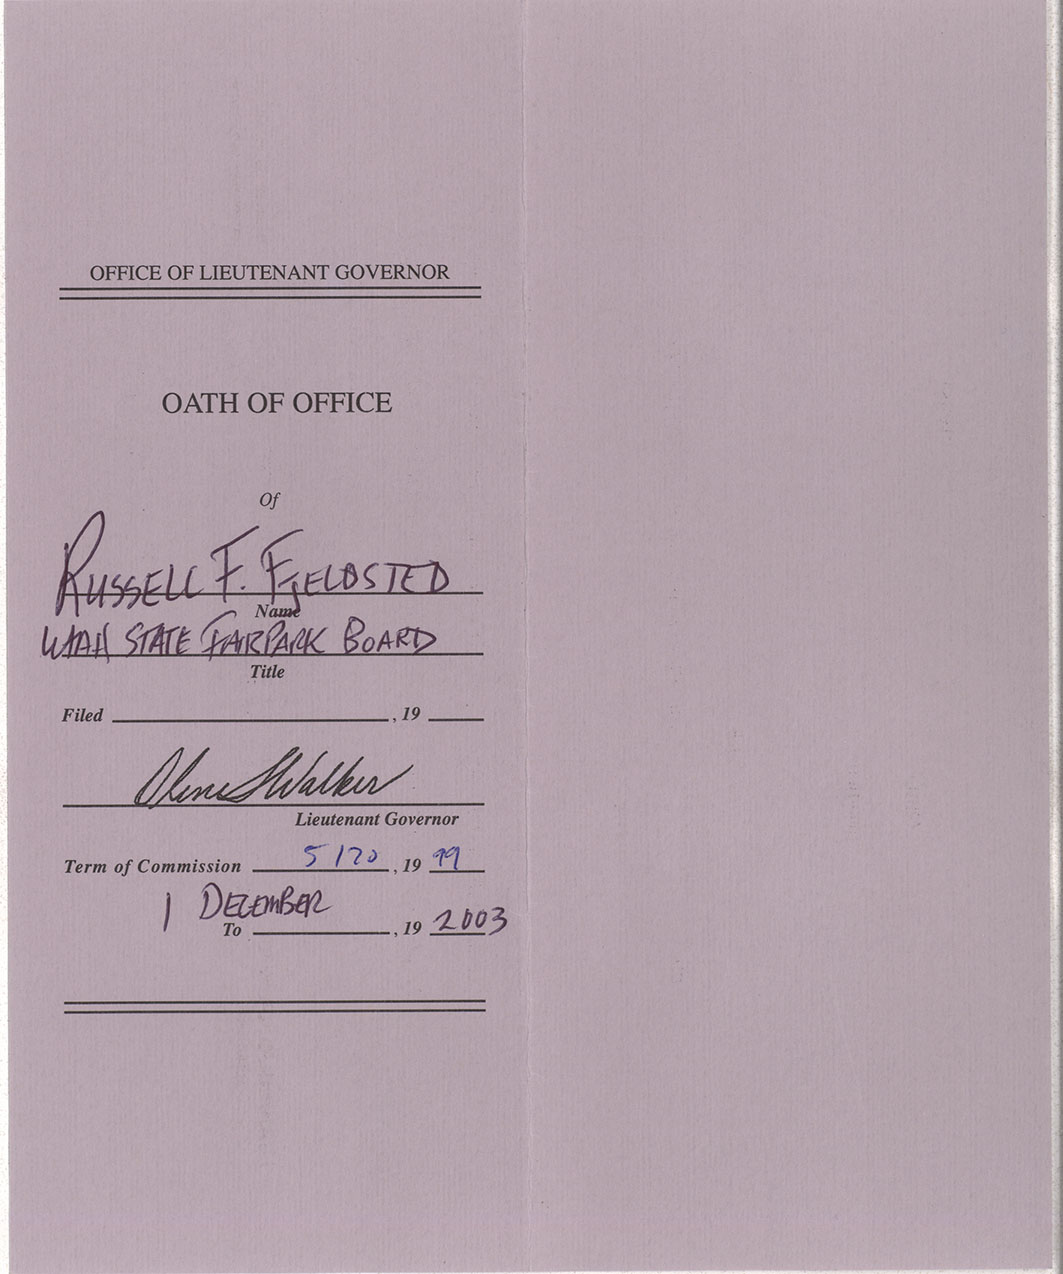 OFFICE OF LIEUTENANT GOVERNOR
OATH OF OFFICE
Of
RUSSELL F. FJELDSTED
Name
UTAH STATE FAIRPARK BOARD
Title
Filed , 19
Olene S Walker
Lieutenant Governor
Term of Commission 5/20 , 19 99
1 DECEMBER
To , 19 2003